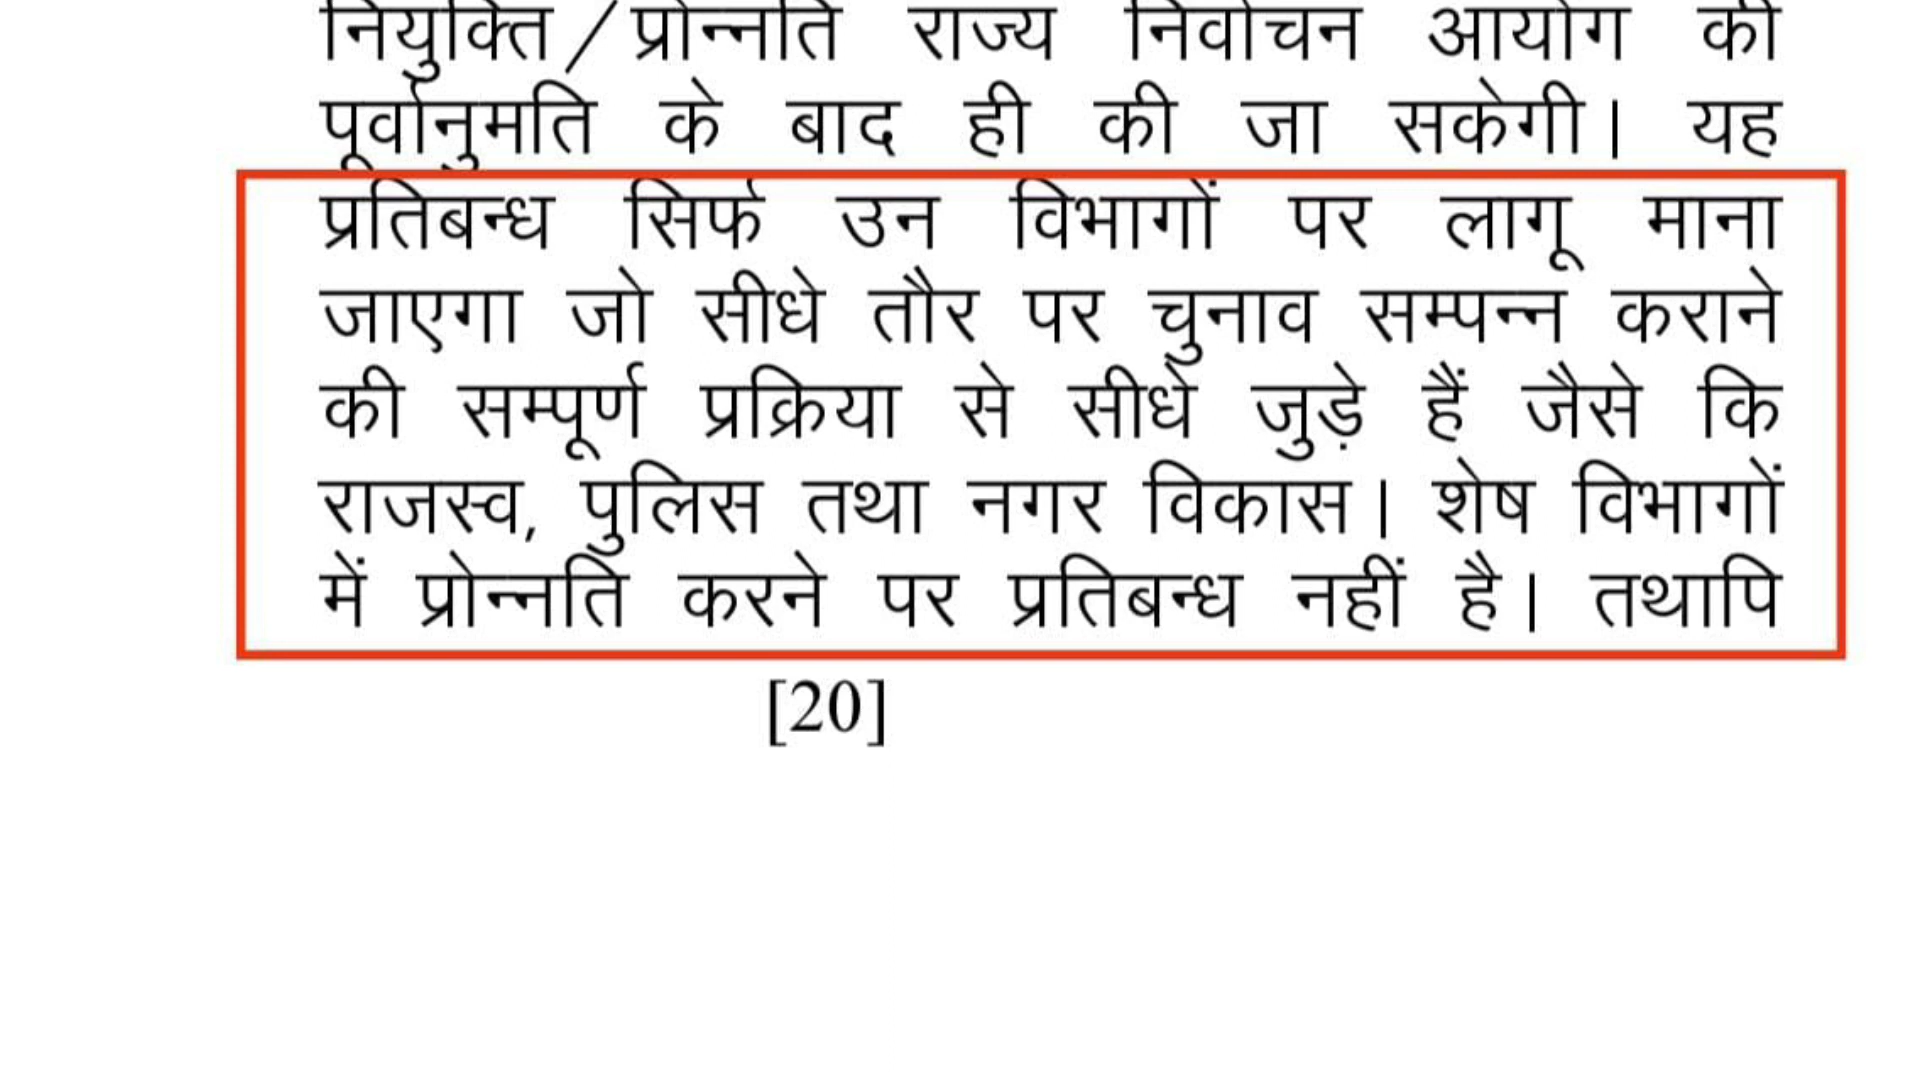 नियुक्ति/प्रोन्नति राज्य निर्वाचन आयोग की
पूर्वानुमति के बाद ही की जा सकेगी। यह
प्रतिबन्ध सिर्फ उन विभागों पर लागू माना
जाएगा जो सीधे तौर पर चुनाव सम्पन्न कराने
की सम्पूर्ण प्रक्रिया से सीधे जुड़े हैं जैसे कि
राजस्व, पुलिस तथा नगर विकास। शेष विभागों
में प्रोन्नति करने पर प्रतिबन्ध नहीं है। तथापि
[20]